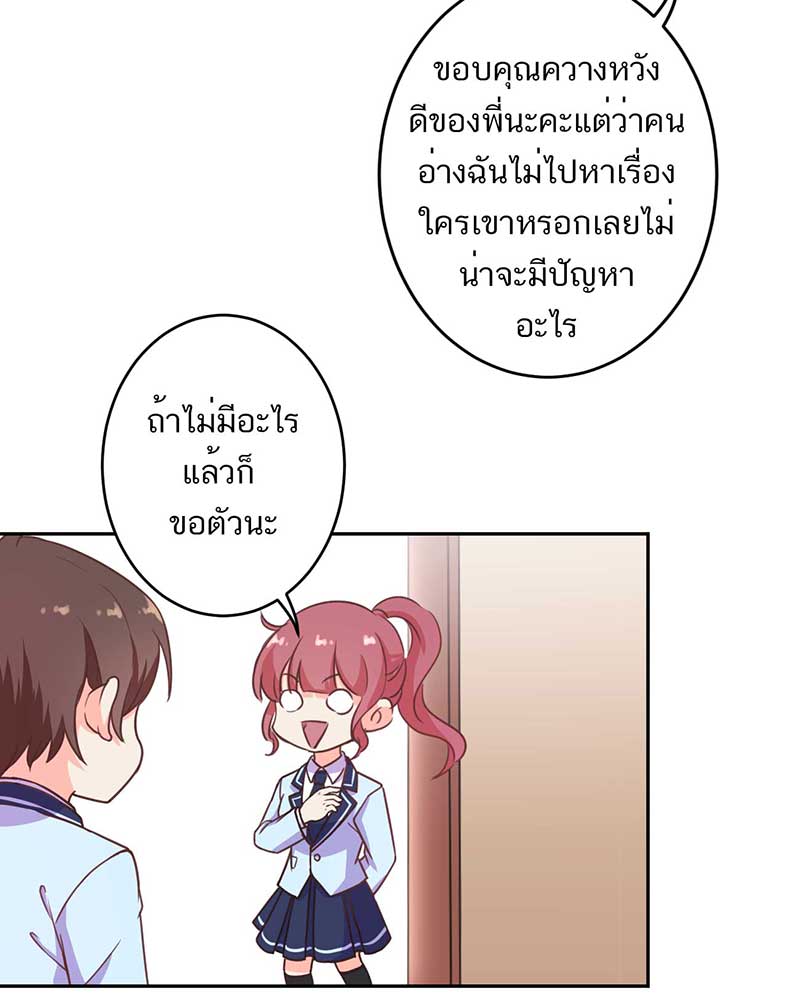 ขอบคุณความหวัง
ดีของพี่นะคะแต่ว่าคน
อ่างฉันไม่ไปหาเรื่อง
ใครเขาหรอกเลยไม่
น่าจะมีปัญหา
อะไร
ถ้าไม่มีอะไร
แล้วก็
ขอตัวนะ